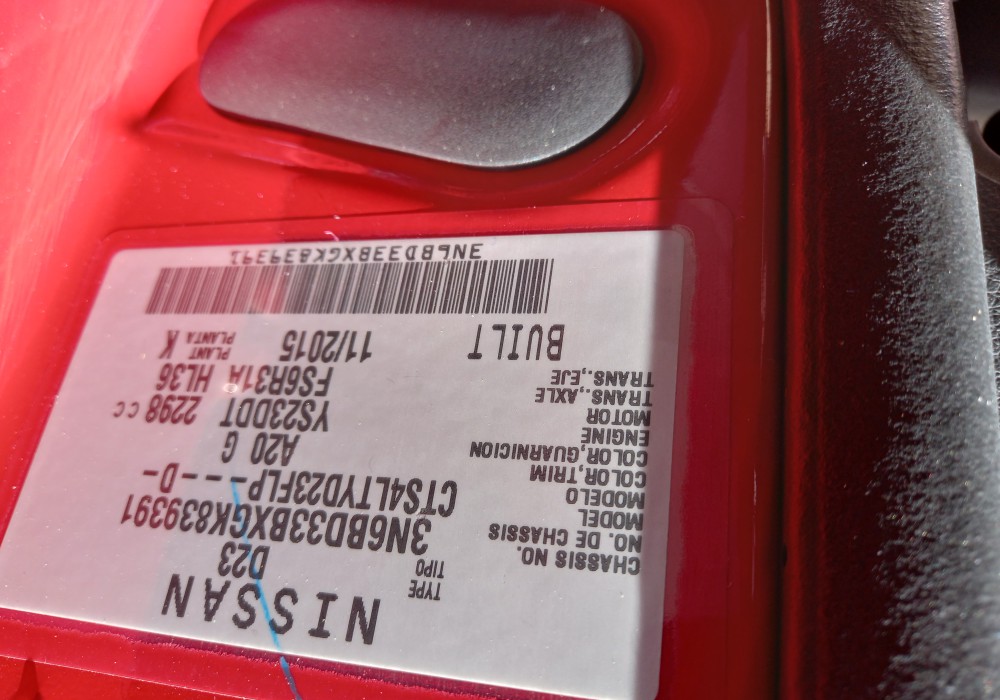 NISSAN
TYPE
TIPO D23
CHASSIS NO.
NO. DE CHASSIS 3N6BD33BXGK839391
MODEL
MODELO CTS4LTYD23FLP----D-
COLOR,TRIM
COLOR,GUARNICION A20 G
ENGINE
MOTOR YS23DDT 2298 CC
TRANS.,AXLE
TRANS.,EJE FS6R31A HL36
BUILT 11/2015 PLANT PLANTA K
3N6BD33BXGK839391